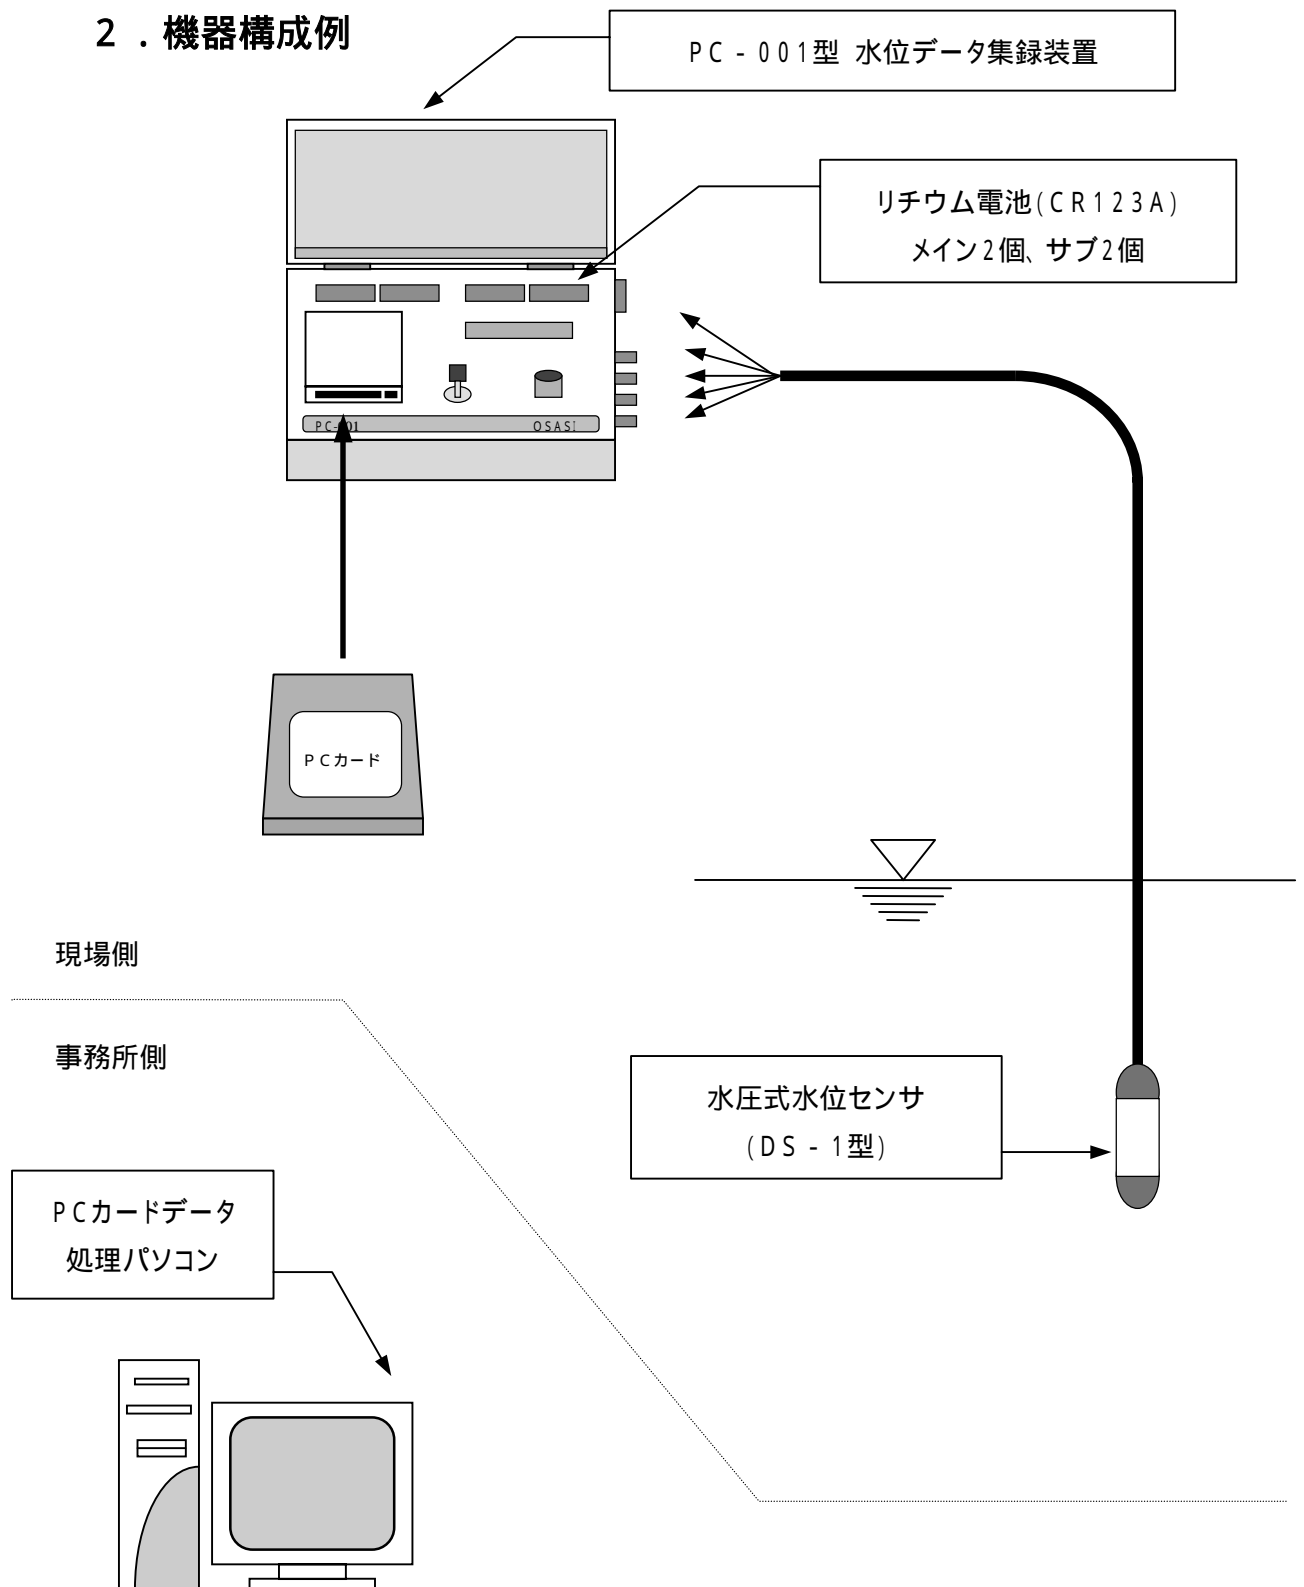 ２．機器構成例
PC-001型 水位データ集録装置
リチウム電池(CR123A)
メイン2個、サブ2個
PC-001
OSASI
PCカード
現場側
事務所側
水圧式水位センサ
(DS-1型)
PCカードデータ
処理パソコン